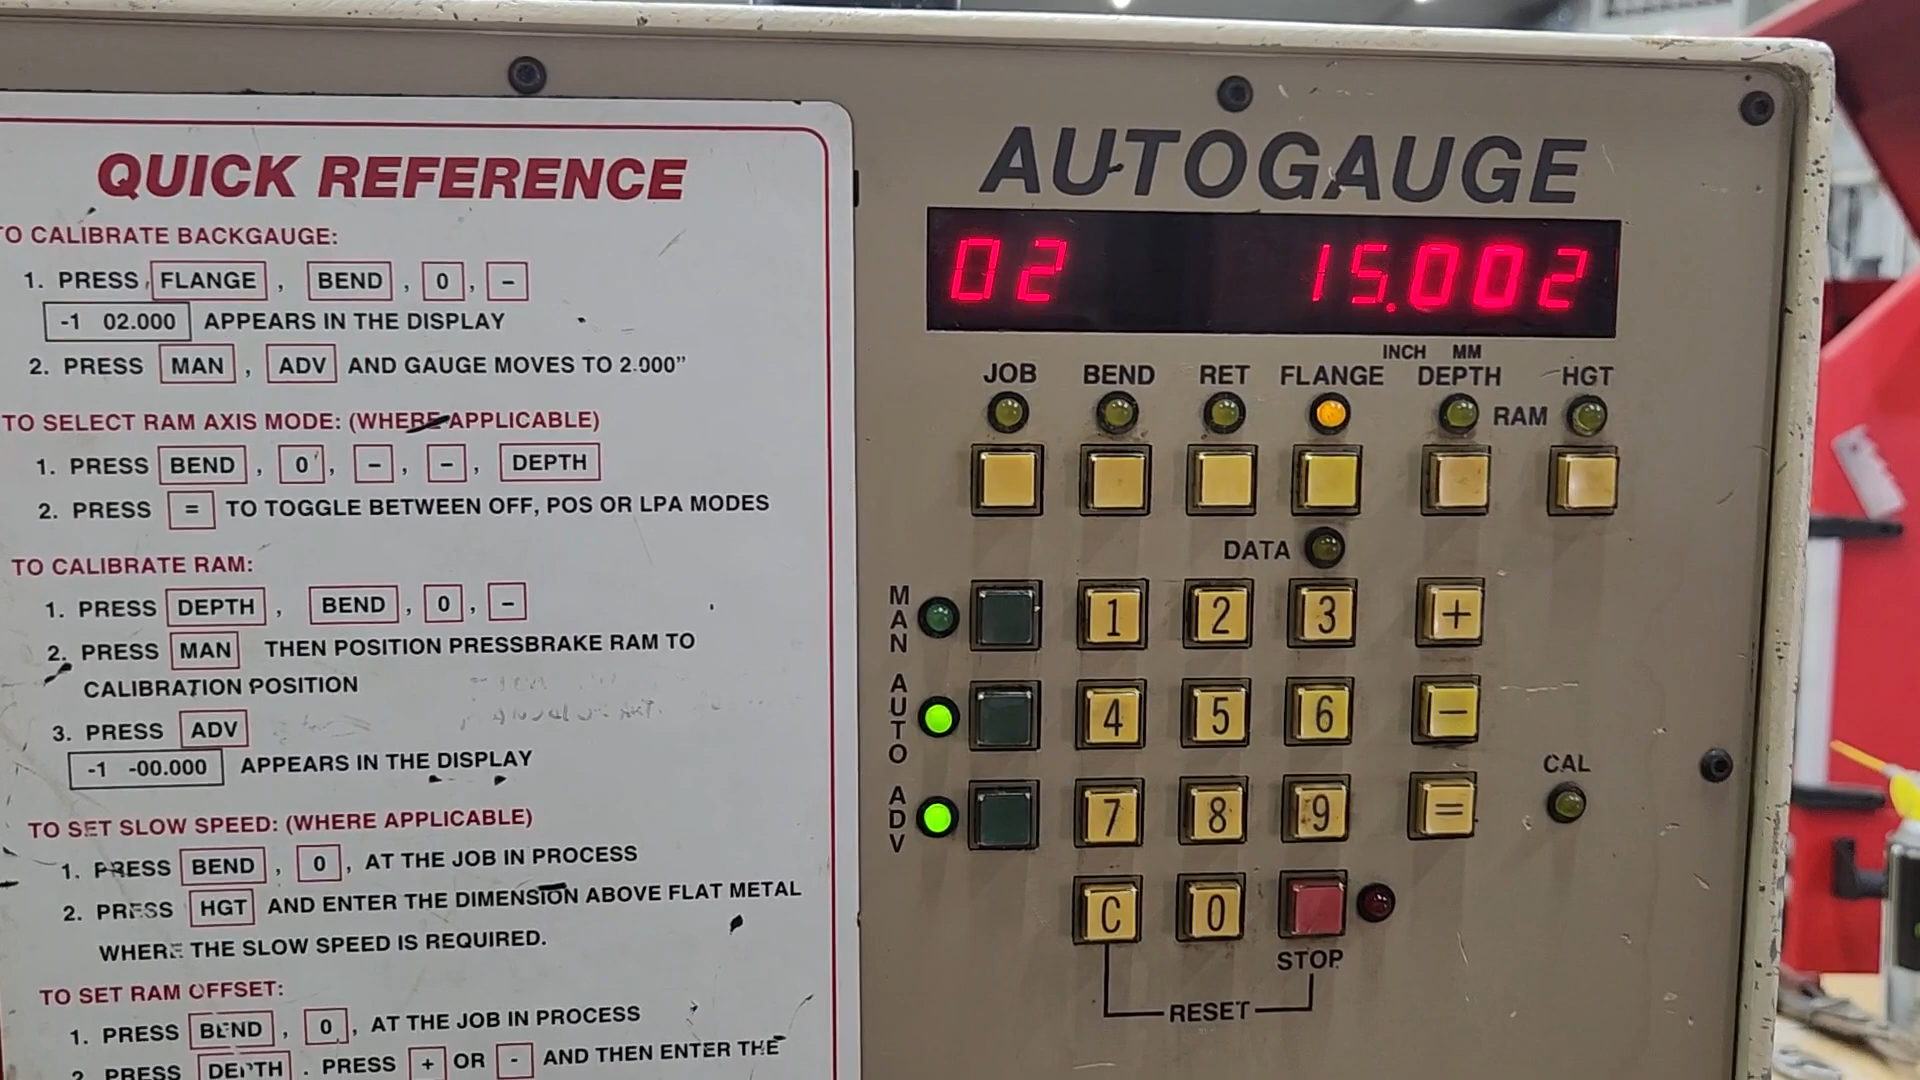 QUICK REFERENCE
TO CALIBRATE BACKGAUGE:
1. PRESS, FLANGE , BEND , 0 , -
-1 02.000 APPEARS IN THE DISPLAY
2. PRESS MAN , ADV AND GAUGE MOVES TO 2.000"
TO SELECT RAM AXIS MODE: (WHERE APPLICABLE)
1. PRESS BEND , 0 , - , - , DEPTH
2. PRESS = TO TOGGLE BETWEEN OFF, POS OR LPA MODES
TO CALIBRATE RAM:
1. PRESS DEPTH , BEND , 0 , -
2. PRESS MAN THEN POSITION PRESSBRAKE RAM TO
CALIBRATION POSITION
3. PRESS ADV
-1 -00.000 APPEARS IN THE DISPLAY
TO SET SLOW SPEED: (WHERE APPLICABLE)
1. PRESS BEND , 0 , AT THE JOB IN PROCESS
2. PRESS HGT AND ENTER THE DIMENSION ABOVE FLAT METAL
WHERE THE SLOW SPEED IS REQUIRED.
TO SET RAM OFFSET:
1. PRESS BEND , 0 , AT THE JOB IN PROCESS
2 PRESS DEPTH . PRESS + OR - AND THEN ENTER THE
AUTOGAUGE
02 15.002
INCH MM
JOB BEND RET FLANGE DEPTH HGT
RAM
DATA
MAN 1 2 3 +
AUTO 4 5 6 -
ADV 7 8 9 =
CAL
C 0
STOP
RESET